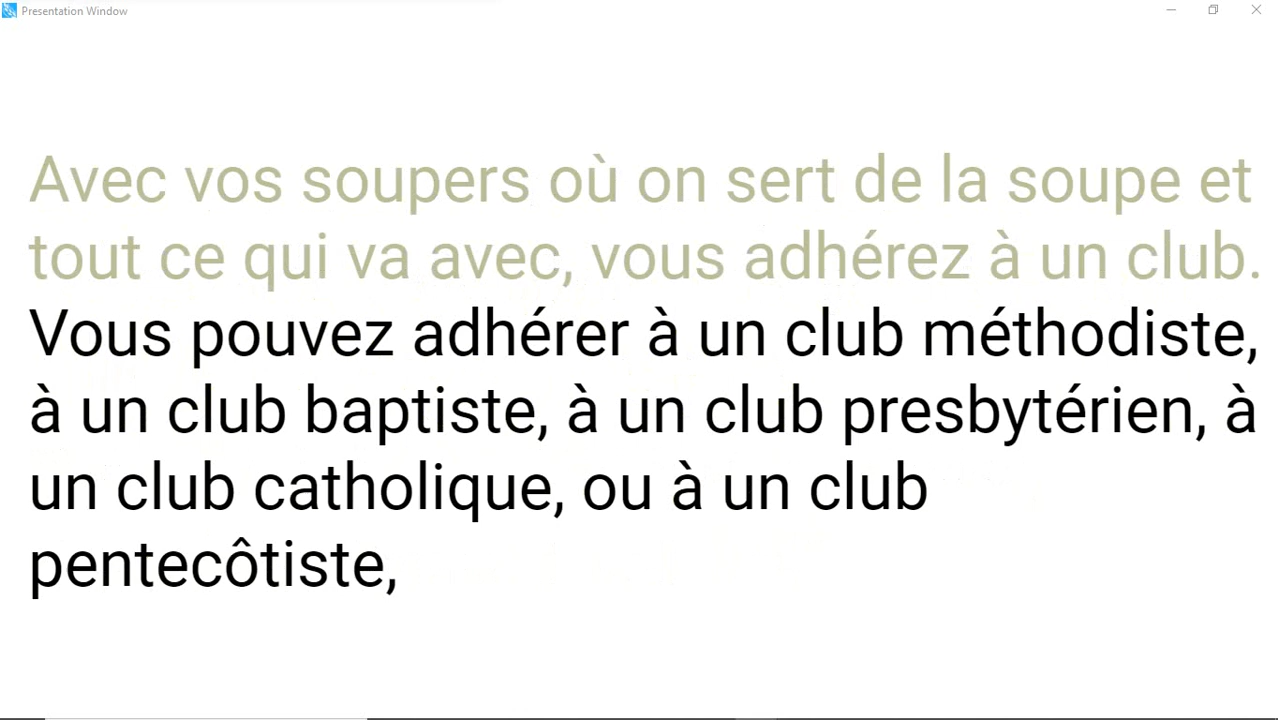 Presentation Window
Avec vos soupers où on sert de la soupe et
tout ce qui va avec, vous adhérez à un club.
Vous pouvez adhérer à un club méthodiste,
à un club baptiste, à un club presbytérien, à
un club catholique, ou à un club
pentecôtiste,